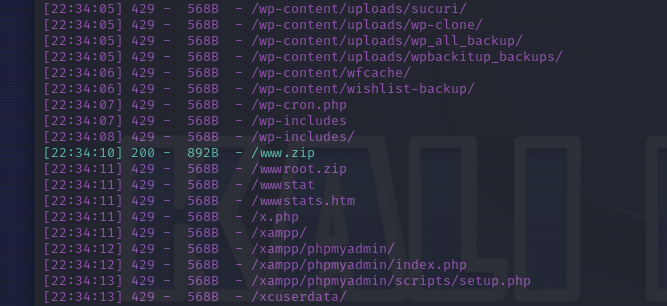 [22:34:05] 429 -  568B  - /wp-content/uploads/sucuri/
[22:34:05] 429 -  568B  - /wp-content/uploads/wp-clone/
[22:34:05] 429 -  568B  - /wp-content/uploads/wp_all_backup/
[22:34:05] 429 -  568B  - /wp-content/uploads/wpbackitup_backups/
[22:34:06] 429 -  568B  - /wp-content/wfcache/
[22:34:06] 429 -  568B  - /wp-content/wishlist-backup/
[22:34:07] 429 -  568B  - /wp-cron.php
[22:34:07] 429 -  568B  - /wp-includes
[22:34:08] 429 -  568B  - /wp-includes/
[22:34:10] 200 -  892B  - /www.zip
[22:34:11] 429 -  568B  - /wwwroot.zip
[22:34:11] 429 -  568B  - /wwwstat
[22:34:11] 429 -  568B  - /wwwstats.htm
[22:34:11] 429 -  568B  - /x.php
[22:34:11] 429 -  568B  - /xampp/
[22:34:12] 429 -  568B  - /xampp/phpmyadmin/
[22:34:12] 429 -  568B  - /xampp/phpmyadmin/index.php
[22:34:13] 429 -  568B  - /xampp/phpmyadmin/scripts/setup.php
[22:34:13] 429 -  568B  - /xcuserdata/
KALI